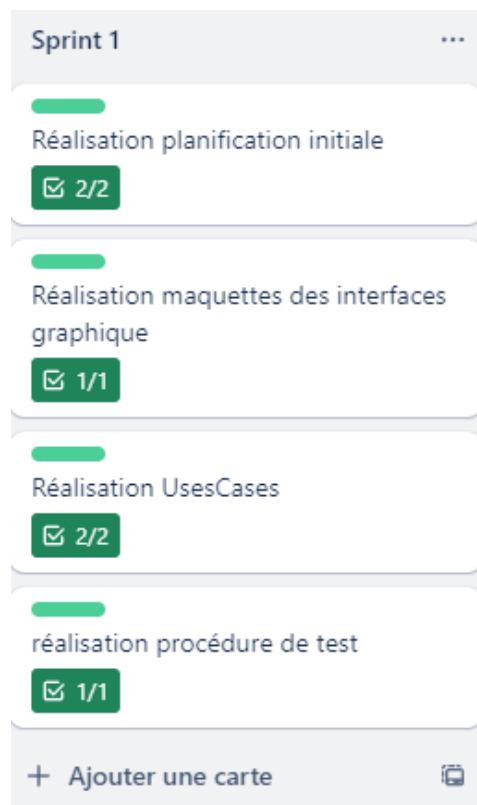 Sprint 1
Réalisation planification initiale
2/2
Réalisation maquettes des interfaces
graphique
1/1
Réalisation UsesCases
2/2
réalisation procédure de test
1/1
+ Ajouter une carte